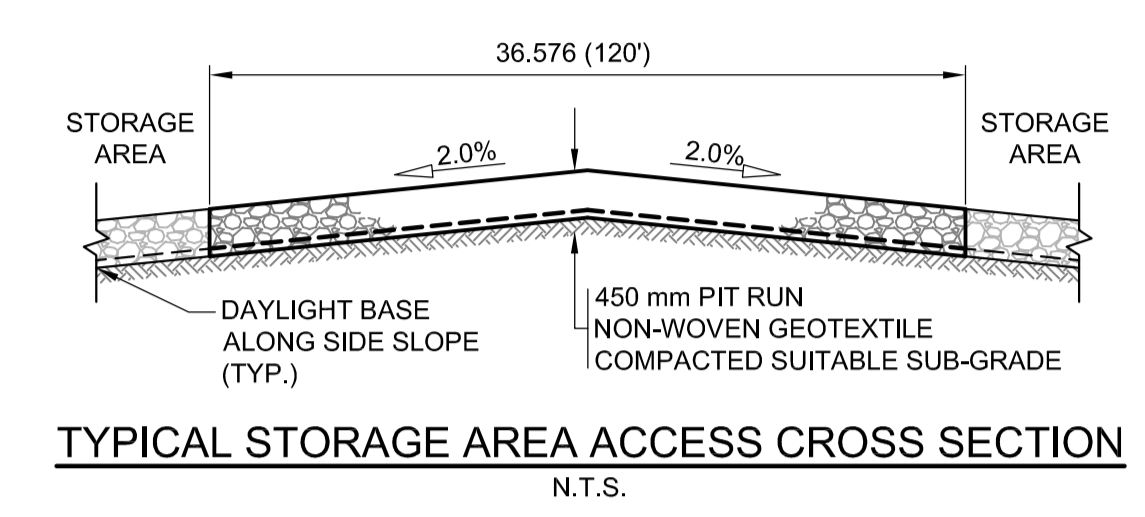 36.576 (120')
STORAGE
AREA
2.0%
2.0%
STORAGE
AREA
DAYLIGHT BASE
ALONG SIDE SLOPE
(TYP.)
450 mm PIT RUN
NON-WOVEN GEOTEXTILE
COMPACTED SUITABLE SUB-GRADE
TYPICAL STORAGE AREA ACCESS CROSS SECTION
N.T.S.